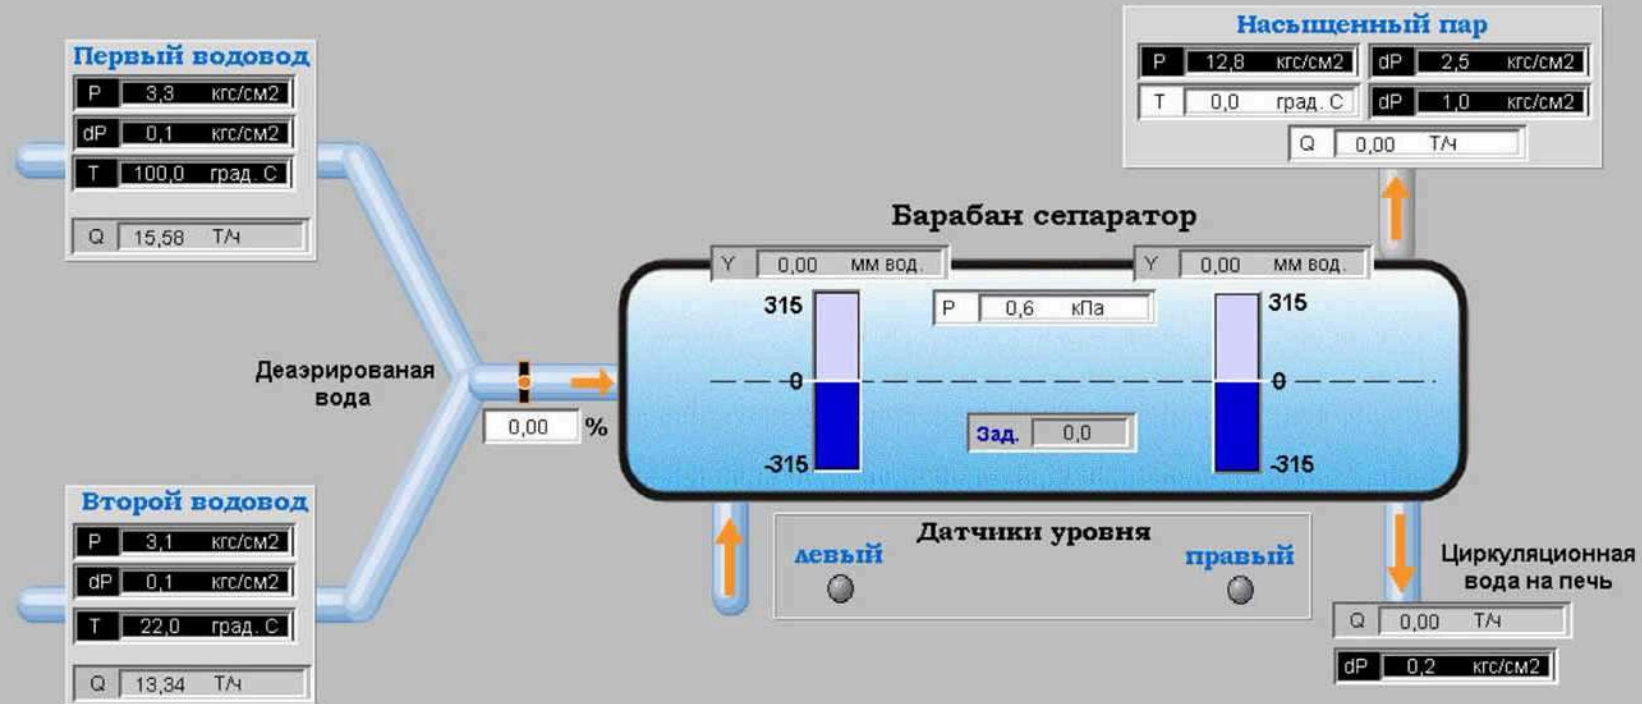 Насыщенный пар
P 12,8 кгс/см2 dP 2,5 кгс/см2
T 0,0 град. С dP 1,0 кгс/см2
Q 0,00 Т/ч
Первый водовод
P 3,3 кгс/см2
dP 0,1 кгс/см2
T 100,0 град. С
Q 15,58 Т/ч
Барабан сепаратор
Y 0,00 мм вод. Y 0,00 мм вод.
315 P 0,6 кПа 315
0 0
Зад. 0,0
-315 -315
Деаэрированая
вода
0,00 %
Второй водовод
P 3,1 кгс/см2
dP 0,1 кгс/см2
T 22,0 град. С
Q 13,34 Т/ч
Датчики уровня
левый правый
Циркуляционная
вода на печь
Q 0,00 Т/ч
dP 0,2 кгс/см2